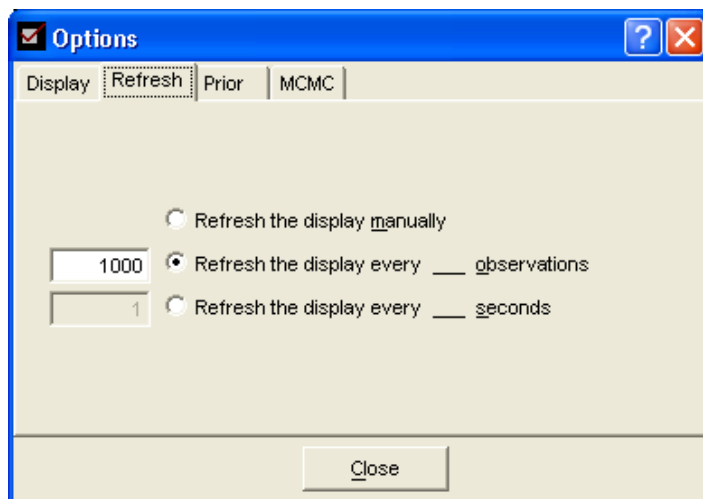 Options
Display Refresh Prior MCMC
Refresh the display manually
1000 Refresh the display every ___ observations
1 Refresh the display every ___ seconds
Close